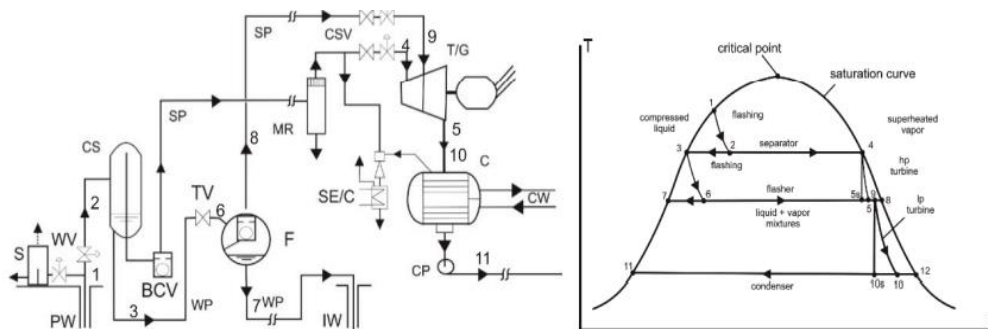 SP
CSV
4
9
T/G
MR
SP
CS
8
5
10
C
TV
6
SE/C
CW
2
WV
F
S
1
BCV
CP
11
3
WP
7
WP
PW
IW
T
critical point
saturation curve
1
flashing
compressed
liquid
superheated
vapor
3
2
separator
4
flashing
hp
turbine
7
6
flasher
5s
9
8
5
liquid + vapor
mixtures
lp
turbine
11
condenser
10s
10
12